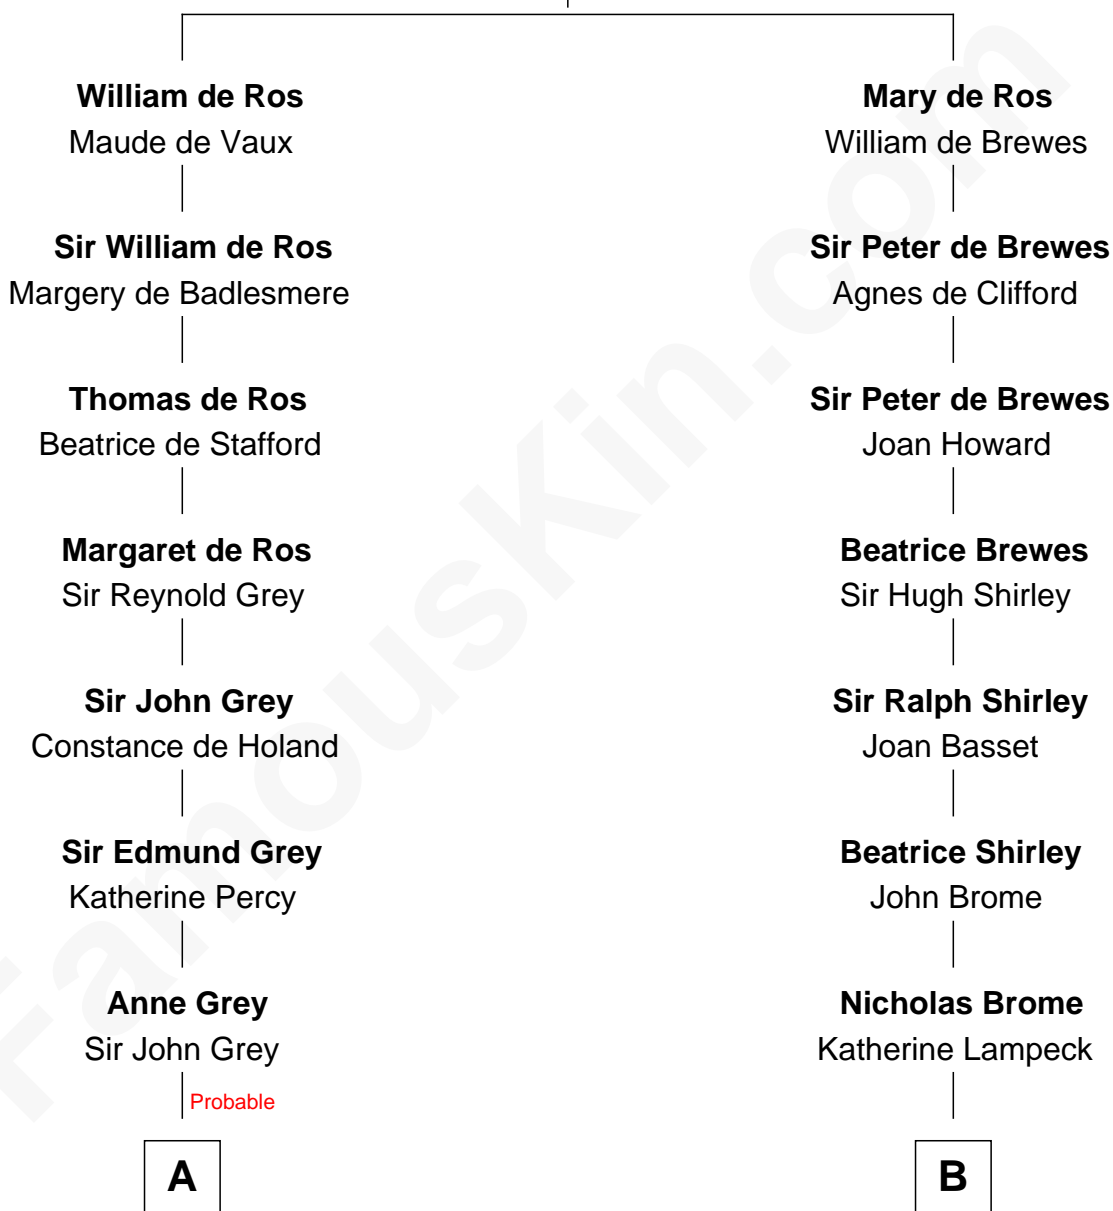 William de Ros
Maude de Vaux
Sir William de Ros
Margery de Badlesmere
Thomas de Ros
Beatrice de Stafford
Margaret de Ros
Sir Reynold Grey
Sir John Grey
Constance de Holand
Sir Edmund Grey
Katherine Percy
Anne Grey
Sir John Grey
Probable
A
Mary de Ros
William de Brewes
Sir Peter de Brewes
Agnes de Clifford
Sir Peter de Brewes
Joan Howard
Beatrice Brewes
Sir Hugh Shirley
Sir Ralph Shirley
Joan Basset
Beatrice Shirley
John Brome
Nicholas Brome
Katherine Lampeck
B
FamousKin.com